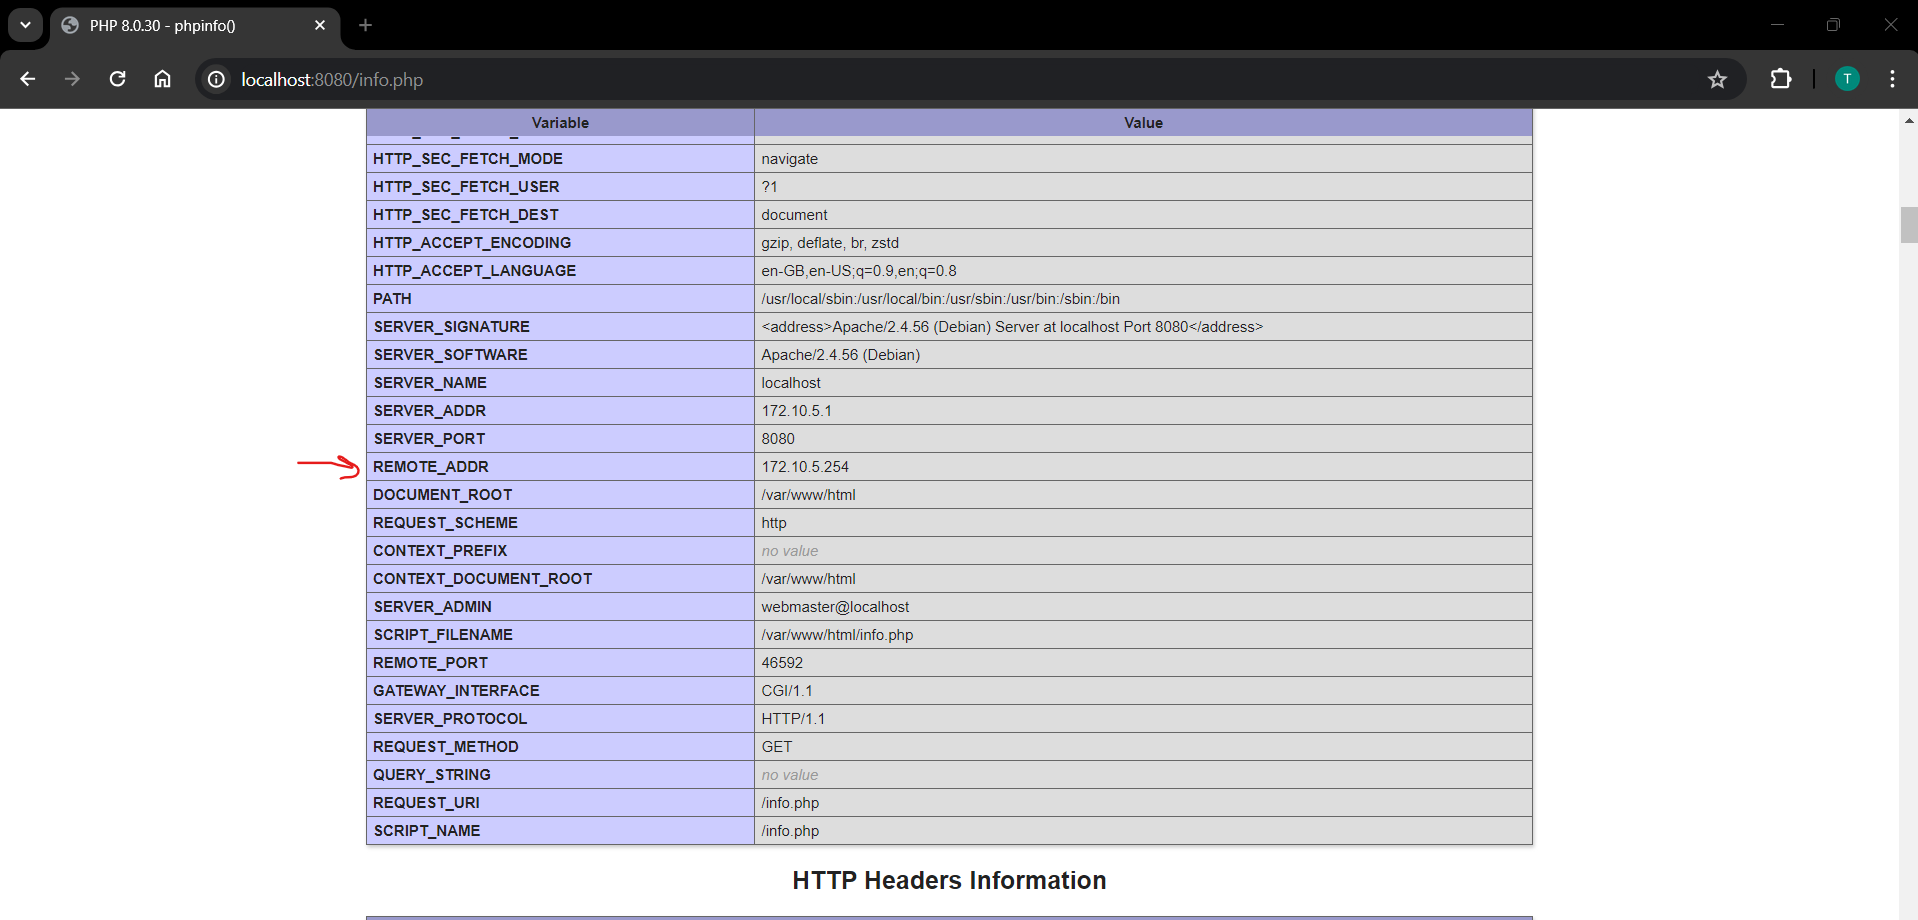 PHP 8.0.30 - phpinfo()
localhost:8080/info.php
T
Variable Value
HTTP_SEC_FETCH_MODE navigate
HTTP_SEC_FETCH_USER ?1
HTTP_SEC_FETCH_DEST document
HTTP_ACCEPT_ENCODING gzip, deflate, br, zstd
HTTP_ACCEPT_LANGUAGE en-GB,en-US;q=0.9,en;q=0.8
PATH /usr/local/sbin:/usr/local/bin:/usr/sbin:/usr/bin:/sbin:/bin
SERVER_SIGNATURE <address>Apache/2.4.56 (Debian) Server at localhost Port 8080</address>
SERVER_SOFTWARE Apache/2.4.56 (Debian)
SERVER_NAME localhost
SERVER_ADDR 172.10.5.1
SERVER_PORT 8080
REMOTE_ADDR 172.10.5.254
DOCUMENT_ROOT /var/www/html
REQUEST_SCHEME http
CONTEXT_PREFIX no value
CONTEXT_DOCUMENT_ROOT /var/www/html
SERVER_ADMIN webmaster@localhost
SCRIPT_FILENAME /var/www/html/info.php
REMOTE_PORT 46592
GATEWAY_INTERFACE CGI/1.1
SERVER_PROTOCOL HTTP/1.1
REQUEST_METHOD GET
QUERY_STRING no value
REQUEST_URI /info.php
SCRIPT_NAME /info.php
HTTP Headers Information